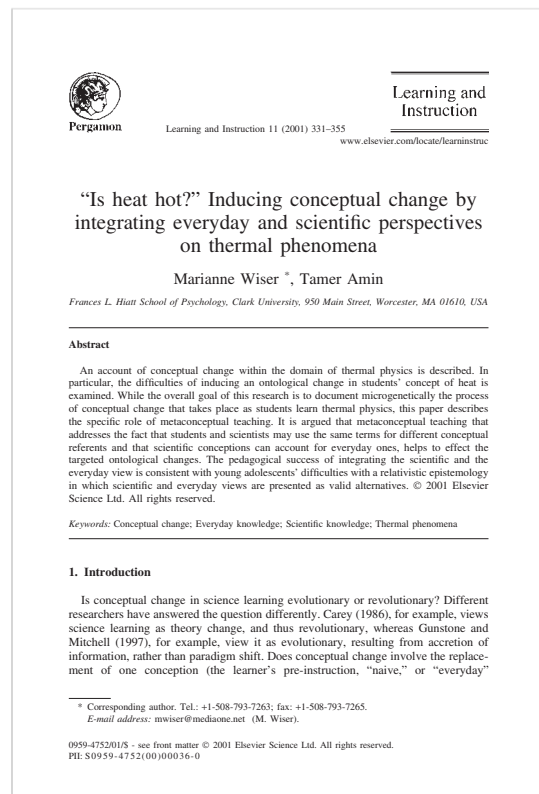 Pergamon
Learning and Instruction 11 (2001) 331–355
Learning and
Instruction
www.elsevier.com/locate/learninstruc
“Is heat hot?” Inducing conceptual change by
integrating everyday and scientific perspectives
on thermal phenomena
Marianne Wiser *, Tamer Amin
Frances L. Hiatt School of Psychology, Clark University, 950 Main Street, Worcester, MA 01610, USA
Abstract
An account of conceptual change within the domain of thermal physics is described. In
particular, the difficulties of inducing an ontological change in students’ concept of heat is
examined. While the overall goal of this research is to document microgenetically the process
of conceptual change that takes place as students learn thermal physics, this paper describes
the specific role of metaconceptual teaching. It is argued that metaconceptual teaching that
addresses the fact that students and scientists may use the same terms for different conceptual
referents and that scientific conceptions can account for everyday ones, helps to effect the
targeted ontological changes. The pedagogical success of integrating the scientific and the
everyday view is consistent with young adolescents’ difficulties with a relativistic epistemology
in which scientific and everyday views are presented as valid alternatives. © 2001 Elsevier
Science Ltd. All rights reserved.
Keywords: Conceptual change; Everyday knowledge; Scientific knowledge; Thermal phenomena
1. Introduction
Is conceptual change in science learning evolutionary or revolutionary? Different
researchers have answered the question differently. Carey (1986), for example, views
science learning as theory change, and thus revolutionary, whereas Gunstone and
Mitchell (1997), for example, view it as evolutionary, resulting from accretion of
information, rather than paradigm shift. Does conceptual change involve the replace-
ment of one conception (the learner’s pre-instruction, “naive,” or “everyday”
* Corresponding author. Tel.: +1-508-793-7263; fax: +1-508-793-7265.
E-mail address: mwiser@mediaone.net (M. Wiser).
0959-4752/01/$ - see front matter © 2001 Elsevier Science Ltd. All rights reserved.
PII: S0959-4752(00)00036-0